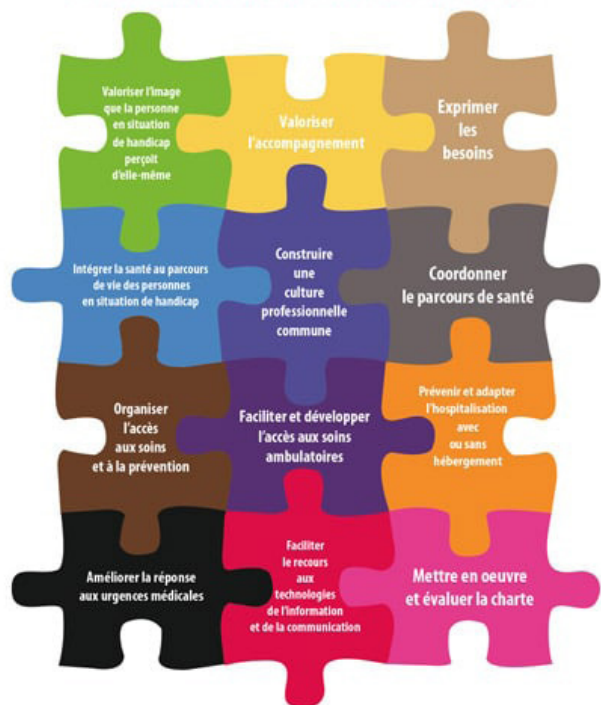 Valoriser l'image
que la personne
en situation
de handicap
perçoit
d'elle-même
Valoriser
l'accompagnement
Exprimer
les
besoins
Intégrer la santé au parcours
de vie des personnes
en situation de handicap
Construire
une
culture
professionnelle
commune
Coordonner
le parcours de santé
Organiser
l'accès
aux soins
et à la prévention
Faciliter et développer
l'accès aux soins
ambulatoires
Prévenir et adapter
l'hospitalisation
avec
ou sans
hébergement
Améliorer la réponse
aux urgences médicales
Faciliter
le recours
aux
technologies
de l'information
et de la communication
Mettre en oeuvre
et évaluer la charte